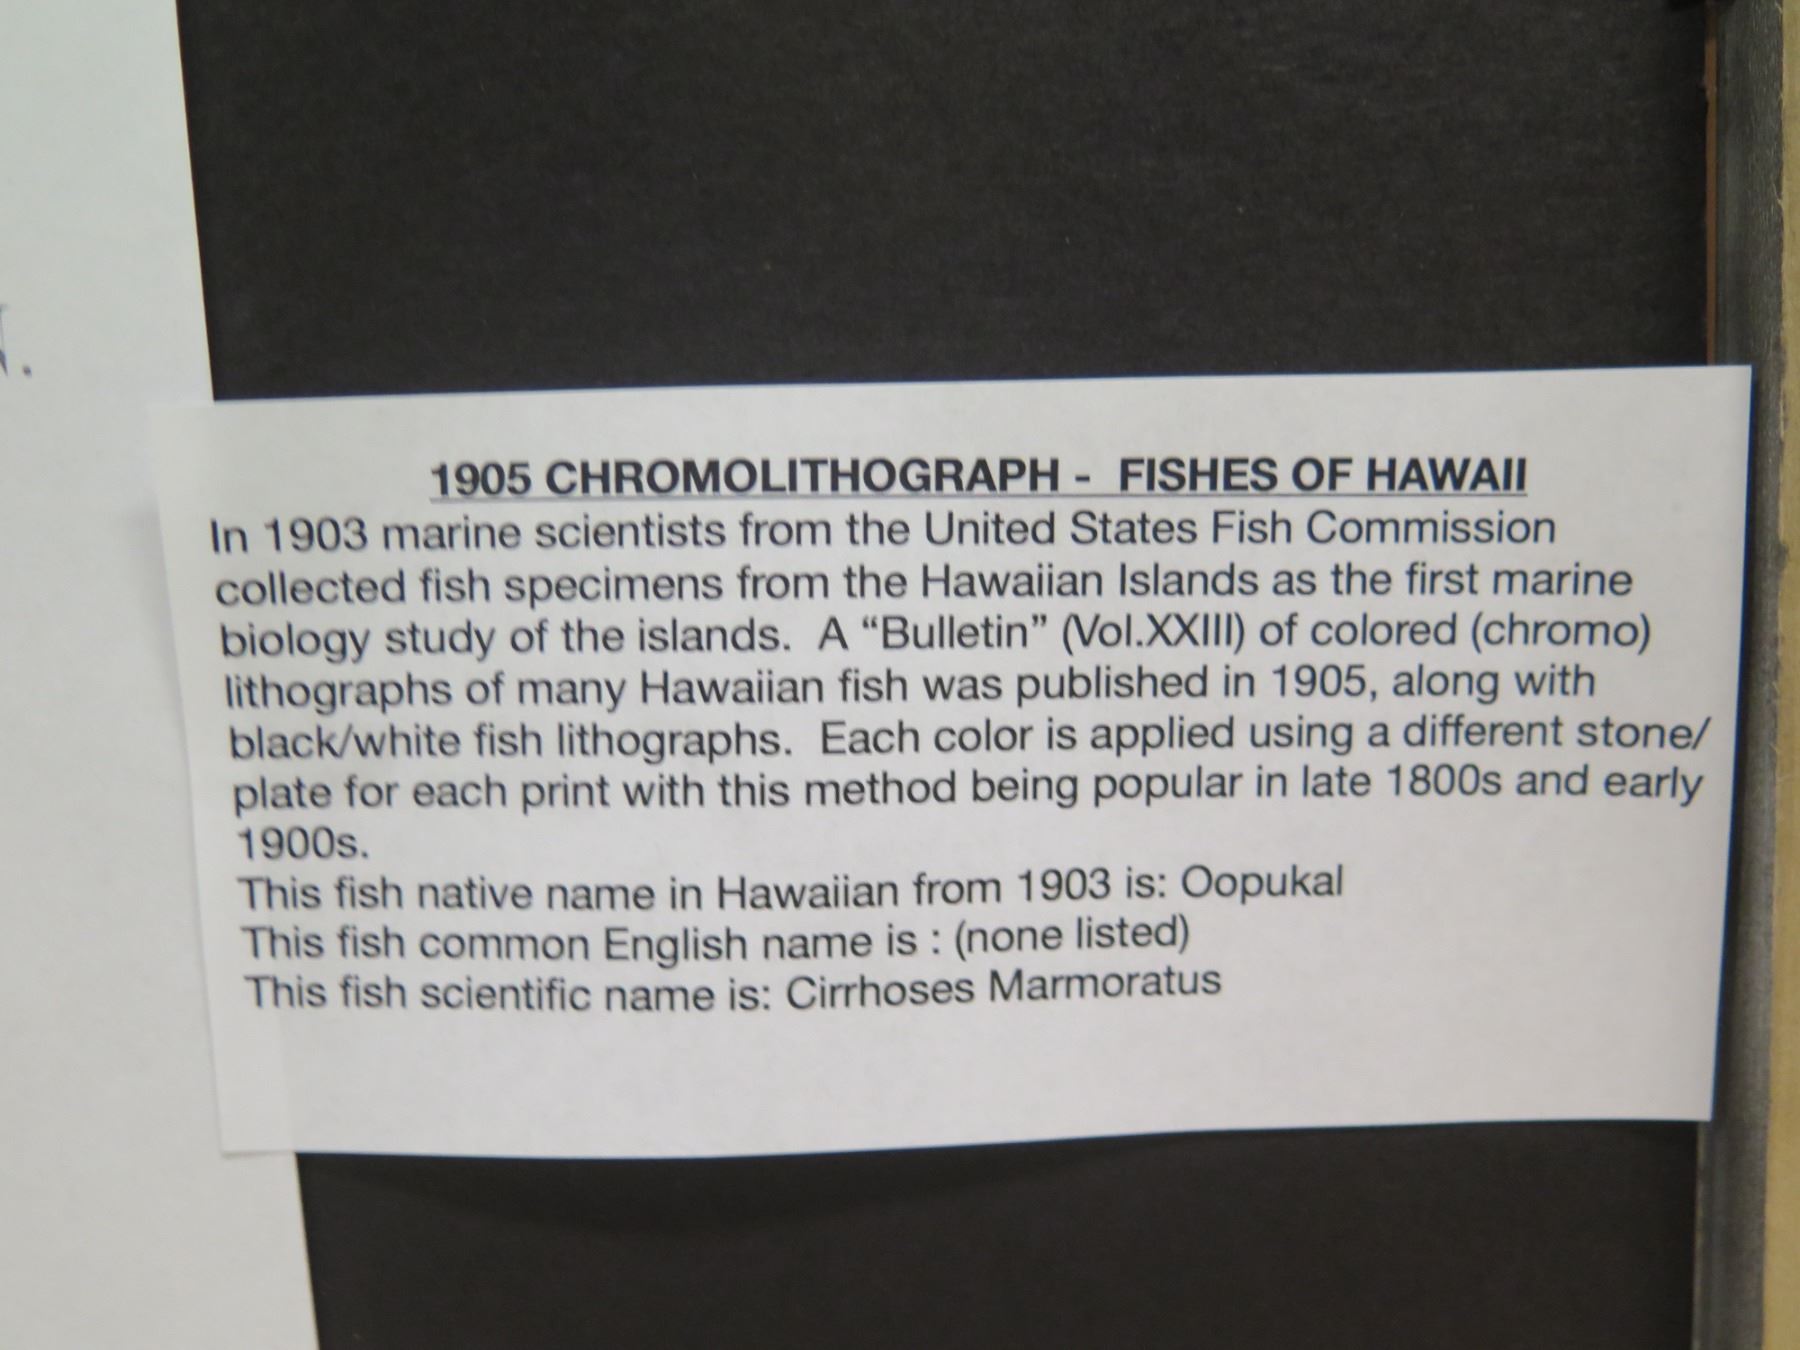 N.
1905 CHROMOLITHOGRAPH - FISHES OF HAWAII
In 1903 marine scientists from the United States Fish Commission
collected fish specimens from the Hawaiian Islands as the first marine
biology study of the islands. A “Bulletin” (Vol.XXIII) of colored (chromo)
lithographs of many Hawaiian fish was published in 1905, along with
black/white fish lithographs. Each color is applied using a different stone/
plate for each print with this method being popular in late 1800s and early
1900s.
This fish native name in Hawaiian from 1903 is: Oopukal
This fish common English name is : (none listed)
This fish scientific name is: Cirrhoses Marmoratus